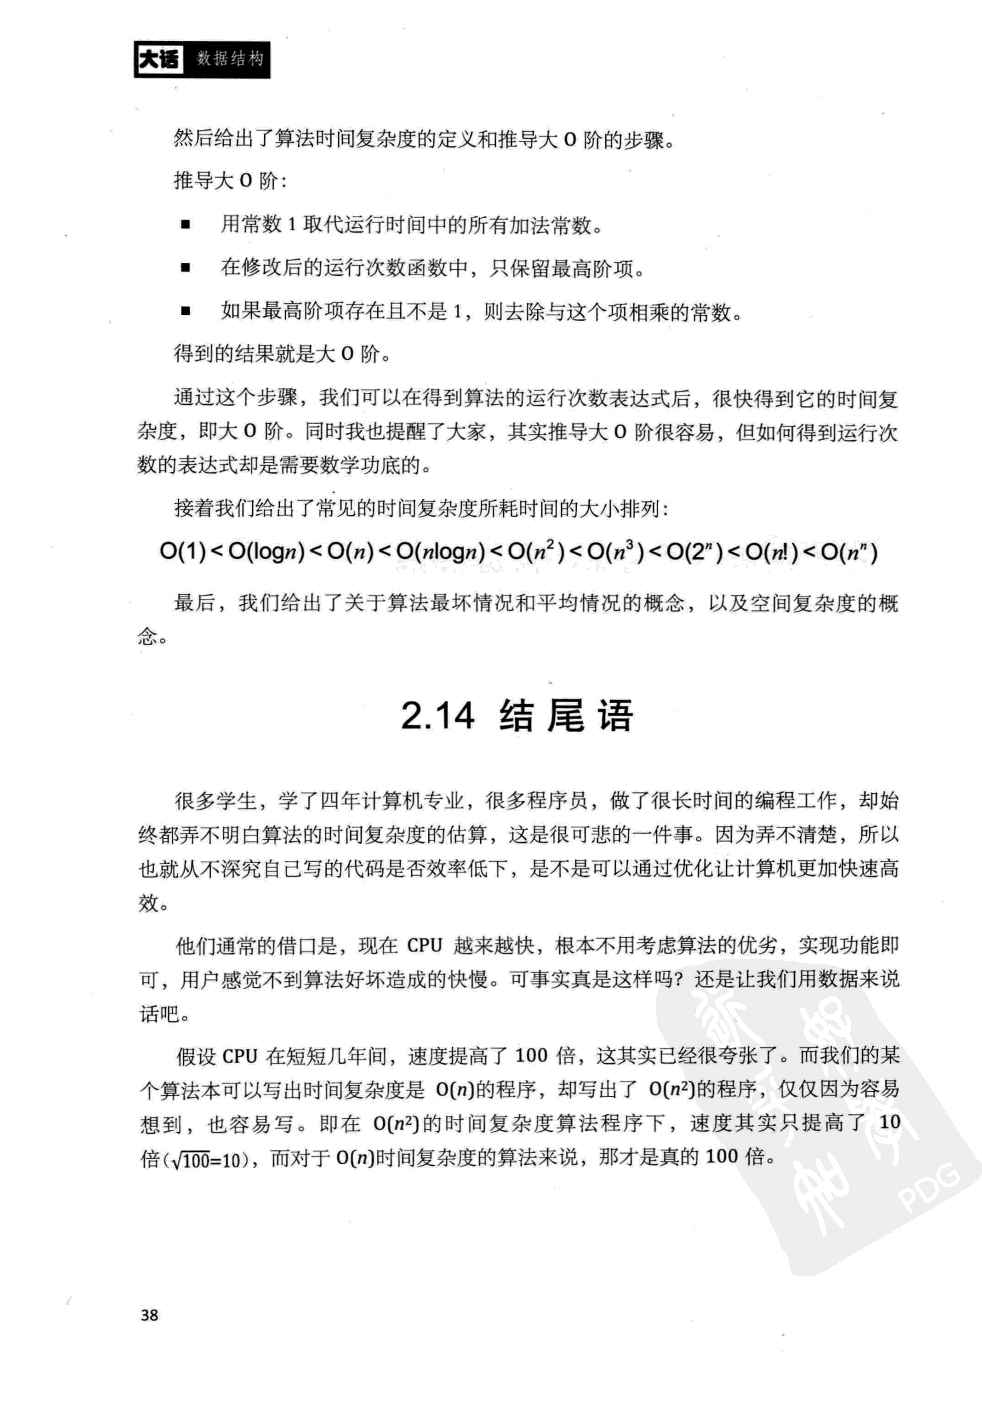 大话 数据结构
然后给出了算法时间复杂度的定义和推导大 O 阶的步骤。
推导大 O 阶：
■ 用常数 1 取代运行时间中的所有加法常数。
■ 在修改后的运行次数函数中，只保留最高阶项。
■ 如果最高阶项存在且不是 1，则去除与这个项相乘的常数。
得到的结果就是大 O 阶。
通过这个步骤，我们可以在得到算法的运行次数表达式后，很快得到它的时间复
杂度，即大 O 阶。同时我也提醒了大家，其实推导大 O 阶很容易，但如何得到运行次
数的表达式却是需要数学功底的。
接着我们给出了常见的时间复杂度所耗时间的大小排列：
O(1) < O(logn) < O(n) < O(nlogn) < O(n²) < O(n³) < O(2ⁿ) < O(n!) < O(nⁿ)
最后，我们给出了关于算法最坏情况和平均情况的概念，以及空间复杂度的概
念。
2.14 结尾语
很多学生，学了四年计算机专业，很多程序员，做了很长时间的编程工作，却始
终都弄不明白算法的时间复杂度的估算，这是很可悲的一件事。因为弄不清楚，所以
也就从不深究自己写的代码是否效率低下，是不是可以通过优化让计算机更加快速高
效。
他们通常的借口是，现在 CPU 越来越快，根本不用考虑算法的优劣，实现功能即
可，用户感觉不到算法好坏造成的快慢。可事实真是这样吗？还是让我们用数据来说
话吧。
假设 CPU 在短短几年间，速度提高了 100 倍，这其实已经很夸张了。而我们的某
个算法本可以写出时间复杂度是 O(n)的程序，却写出了 O(n²)的程序，仅仅因为容易
想到，也容易写。即在 O(n²)的时间复杂度算法程序下，速度其实只提高了 10
倍(√100=10)，而对于 O(n)时间复杂度的算法来说，那才是真的 100 倍。
PDG
38